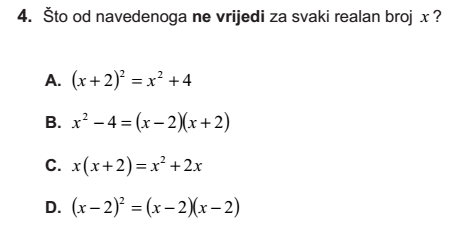 4. Što od navedenoga ne vrijedi za svaki realan broj x?
A. (x+2)² = x² +4
B. x² −4 = (x−2)(x+2)
C. x(x+2) = x² +2x
D. (x−2)² = (x−2)(x−2)